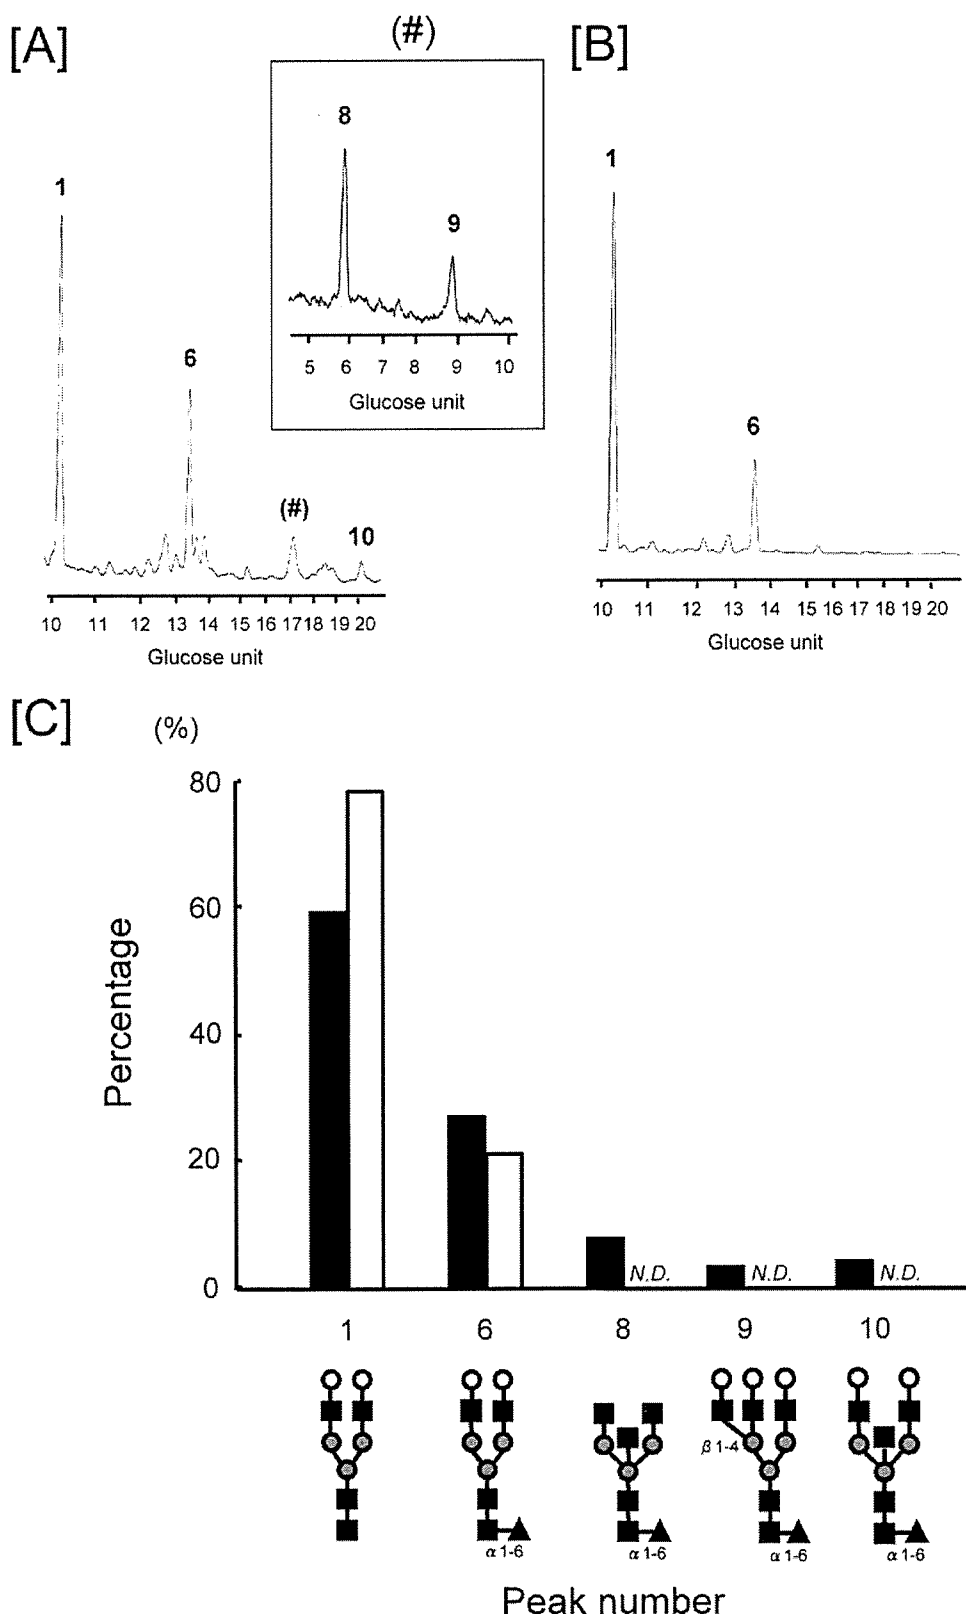 [A]
(#)
[B]
8
9
5 6 7 8 9 10
Glucose unit
1
6
(#)
10
10 11 12 13 14 15 16 17 18 19 20
Glucose unit
1
6
10 11 12 13 14 15 16 17 18 19 20
Glucose unit
[C]
(%)
Percentage
80
60
40
20
0
N.D. N.D. N.D.
1 6 8 9 10
β 1-4
α 1-6 α 1-6 α 1-6 α 1-6
Peak number